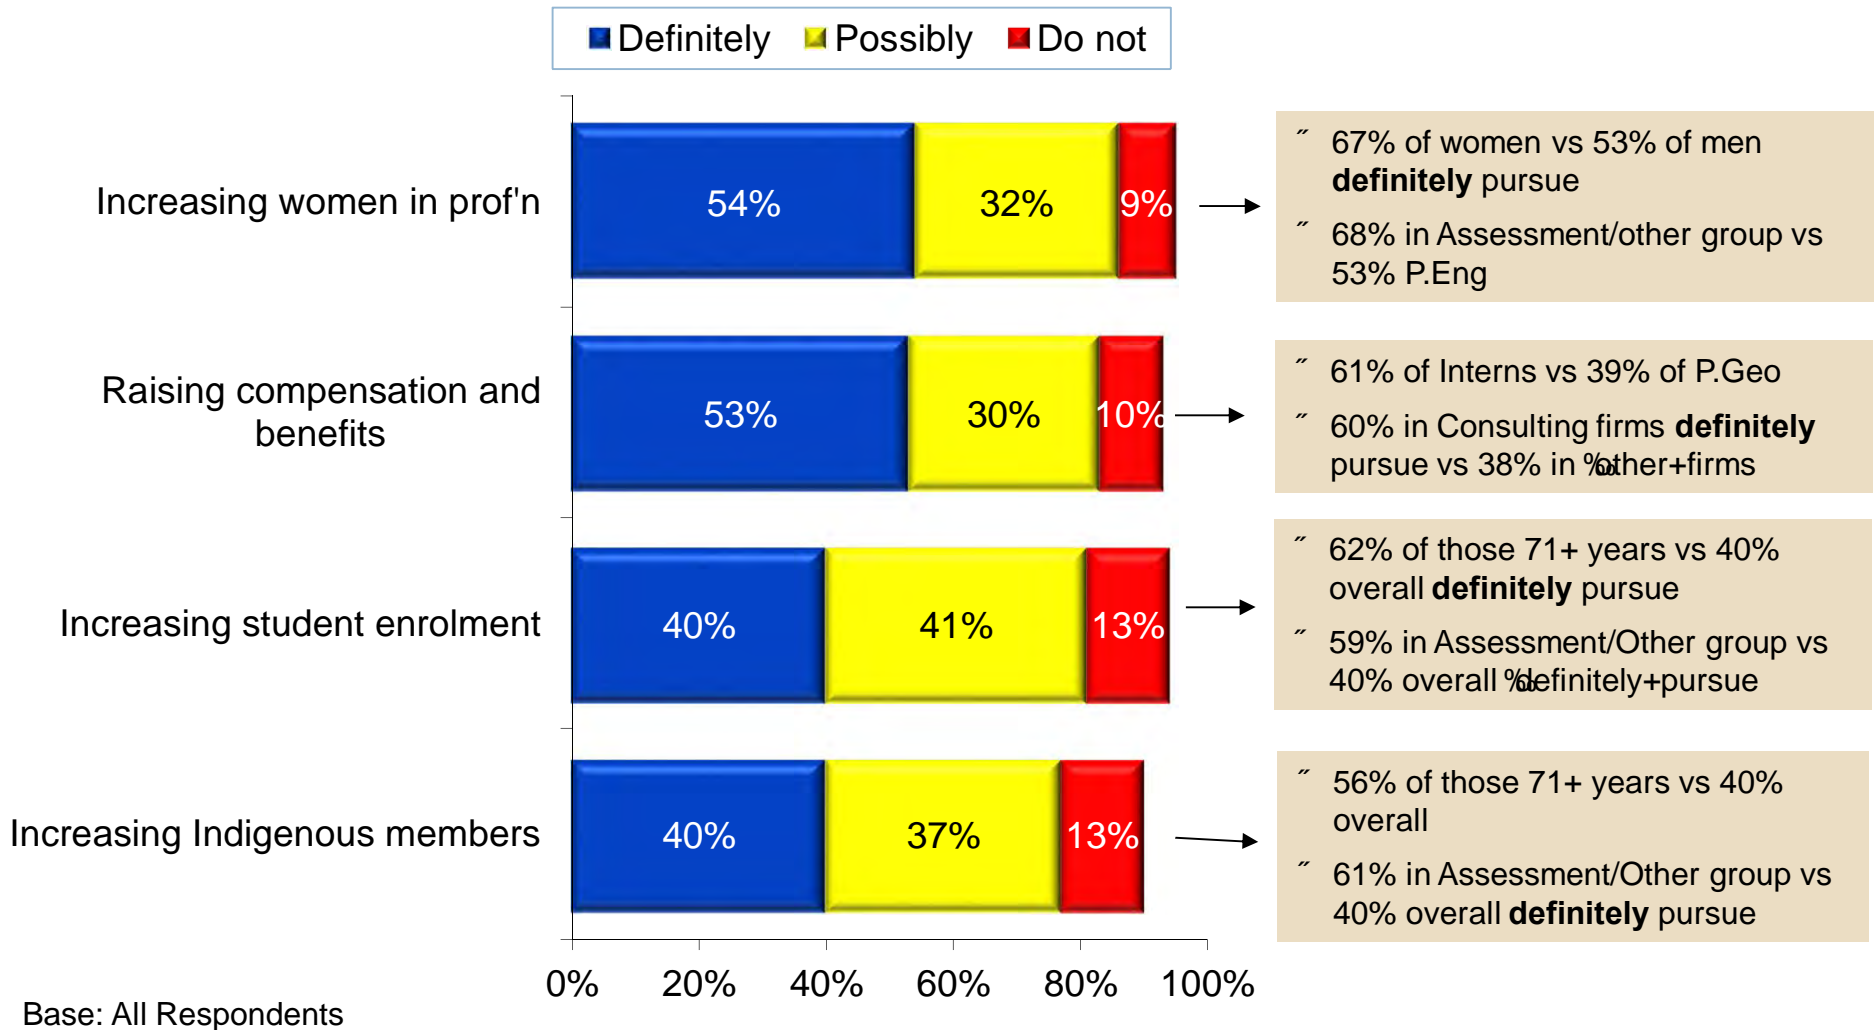 Definitely Possibly Do not
Increasing women in prof'n
54% 32% 9%
˝ 67% of women vs 53% of men
definitely pursue
˝ 68% in Assessment/other group vs
53% P.Eng
Raising compensation and
benefits
53% 30% 10%
˝ 61% of Interns vs 39% of P.Geo
˝ 60% in Consulting firms definitely
pursue vs 38% in ‰other+firms
Increasing student enrolment
40% 41% 13%
˝ 62% of those 71+ years vs 40%
overall definitely pursue
˝ 59% in Assessment/Other group vs
40% overall ‰definitely+pursue
Increasing Indigenous members
40% 37% 13%
˝ 56% of those 71+ years vs 40%
overall
˝ 61% in Assessment/Other group vs
40% overall definitely pursue
0% 20% 40% 60% 80% 100%
Base: All Respondents